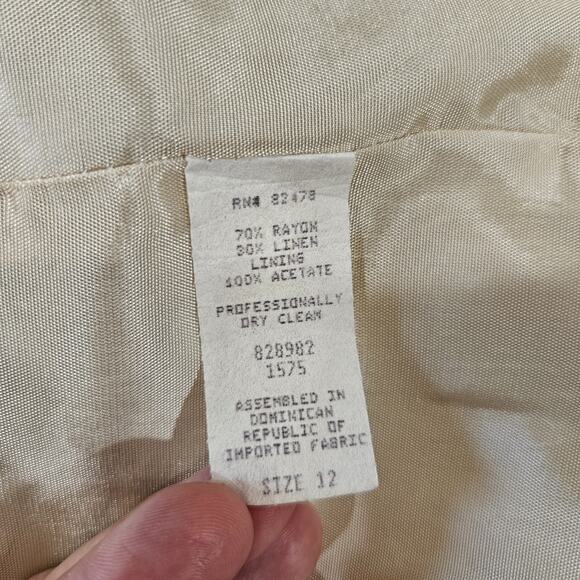 RN# 82478
70% RAYON
30% LINEN
LINING
100% ACETATE
PROFESSIONALLY
DRY CLEAN
828982
1575
ASSEMBLED IN
DOMINICAN
REPUBLIC OF
IMPORTED FABRIC
SIZE 12